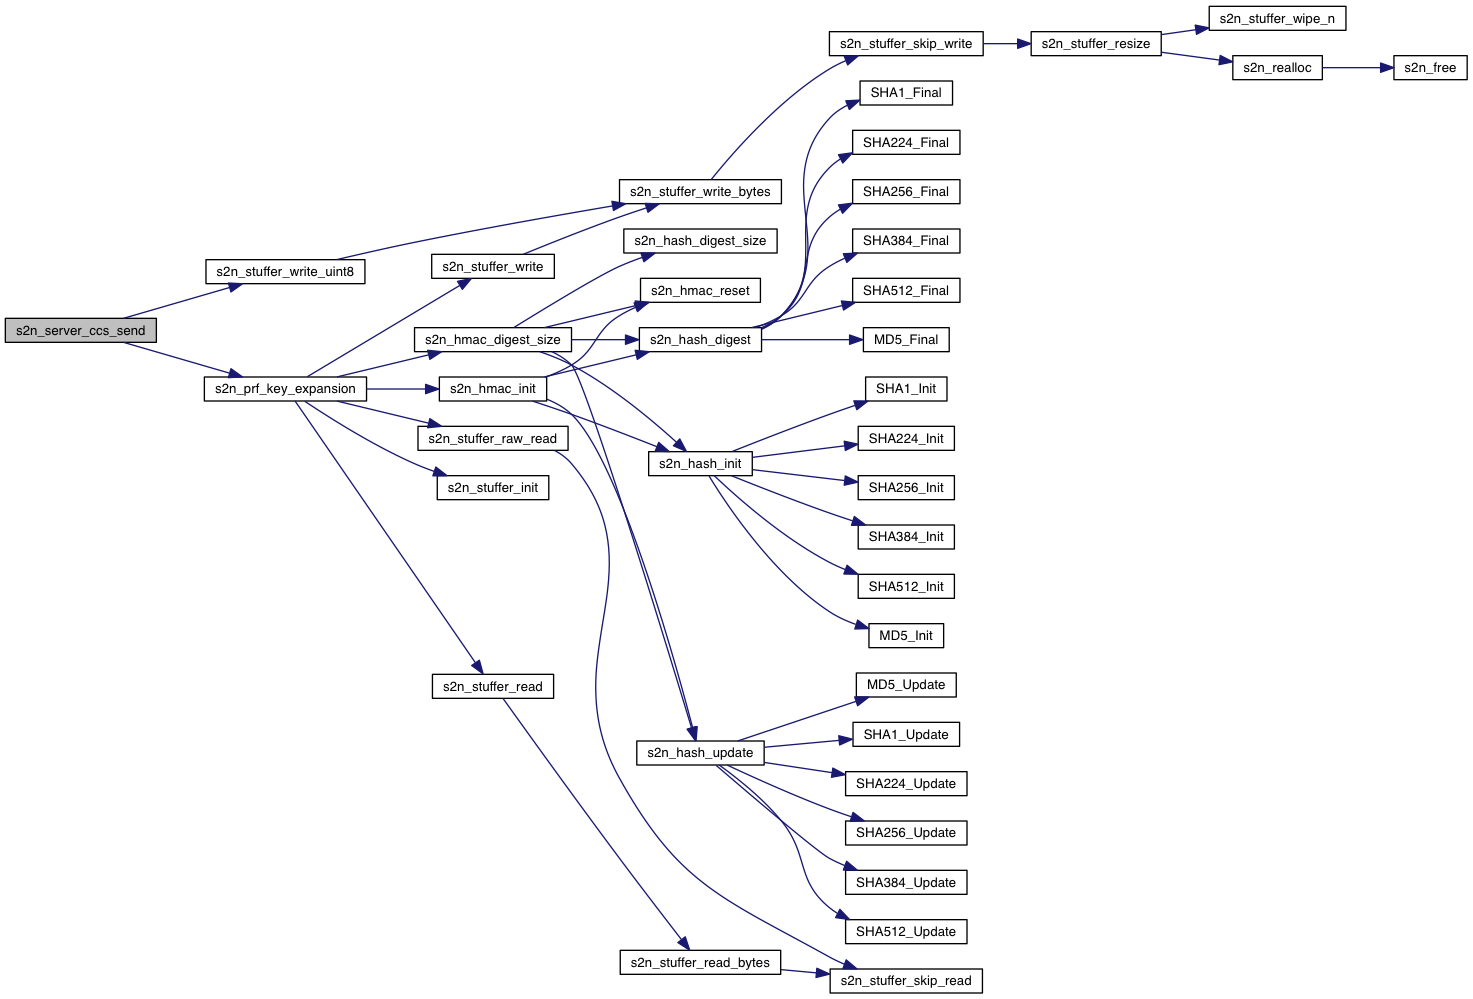 s2n_server_ccs_send
s2n_stuffer_write_uint8
s2n_prf_key_expansion
s2n_stuffer_write
s2n_hmac_digest_size
s2n_hmac_init
s2n_stuffer_raw_read
s2n_stuffer_init
s2n_stuffer_read
s2n_stuffer_write_bytes
s2n_hash_digest_size
s2n_hmac_reset
s2n_hash_digest
s2n_hash_init
s2n_hash_update
s2n_stuffer_read_bytes
s2n_stuffer_skip_write
SHA1_Final
SHA224_Final
SHA256_Final
SHA384_Final
SHA512_Final
MD5_Final
SHA1_Init
SHA224_Init
SHA256_Init
SHA384_Init
SHA512_Init
MD5_Init
MD5_Update
SHA1_Update
SHA224_Update
SHA256_Update
SHA384_Update
SHA512_Update
s2n_stuffer_skip_read
s2n_stuffer_resize
s2n_stuffer_wipe_n
s2n_realloc
s2n_free